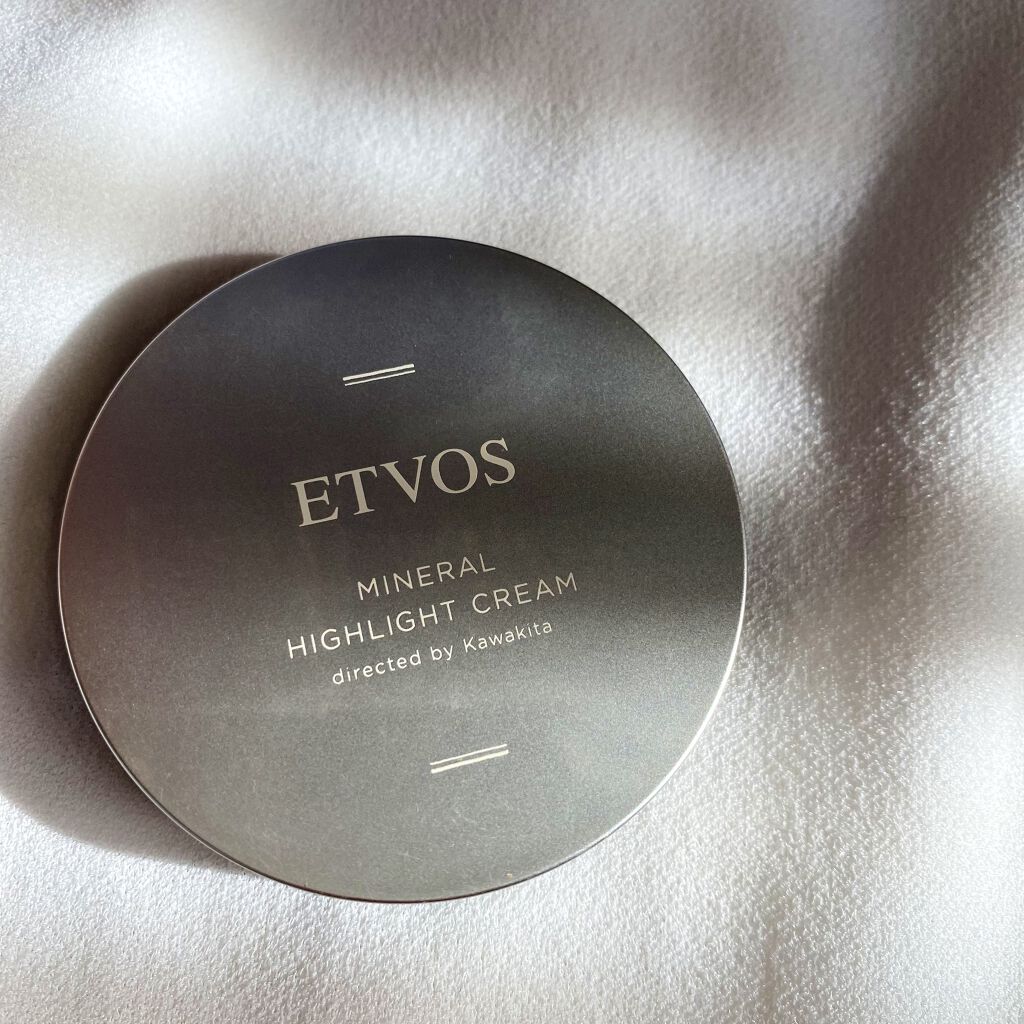 ETVOS
MINERAL
HIGHLIGHT CREAM
directed by Kawakita